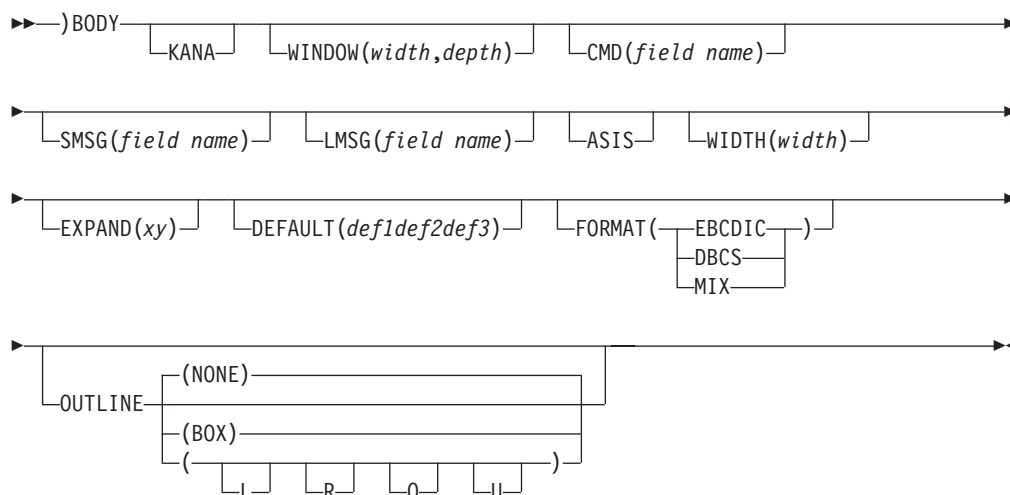 )BODY
KANA WINDOW(width,depth) CMD(field name)
SMSG(field name) LMSG(field name) ASIS WIDTH(width)
EXPAND(xy) DEFAULT(def1def2def3) FORMAT( EBCDIC )
DBCS
MIX
(NONE)
OUTLINE
(BOX)
( )
L R O U